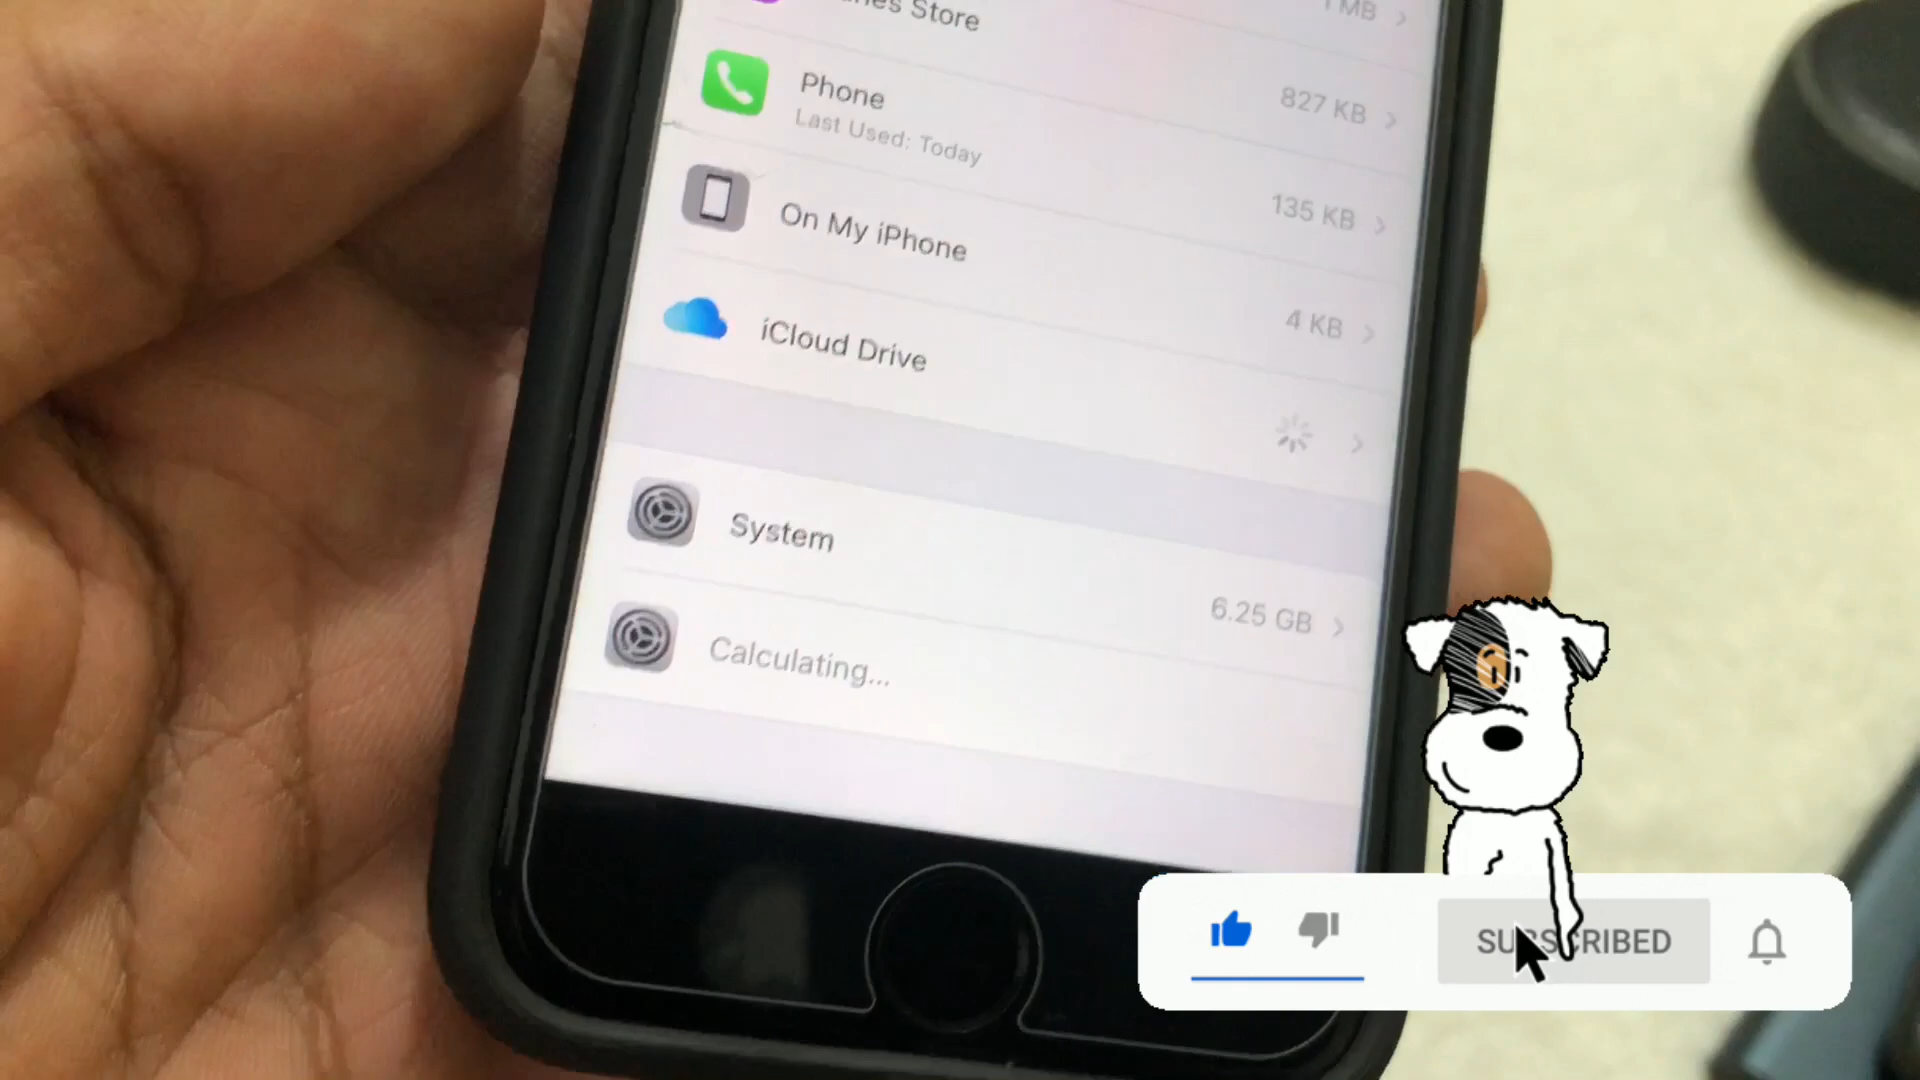 Store
1 MB
Phone
827 KB
Last Used: Today
On My iPhone
135 KB
iCloud Drive
4 KB
System
6.25 GB
Calculating...
SUBSCRIBED